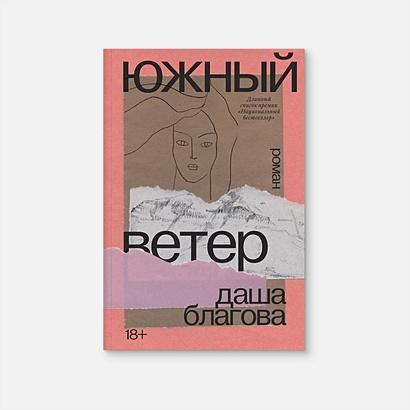 южный
Длинный
список премии
«Национальный
бестселлер»
роман
ветер
даша
благова
18+